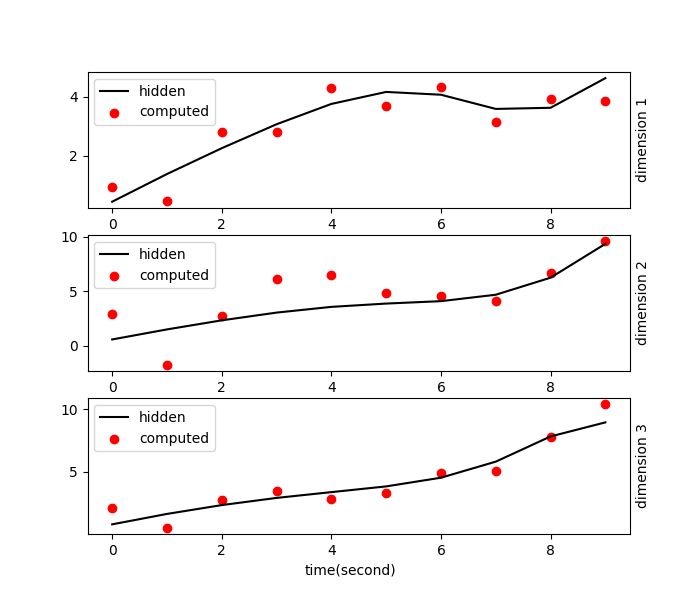 hidden
computed
4
2
0 2 4 6 8
dimension 1
hidden
computed
10
5
0
0 2 4 6 8
dimension 2
hidden
computed
10
5
0 2 4 6 8
dimension 3
time(second)